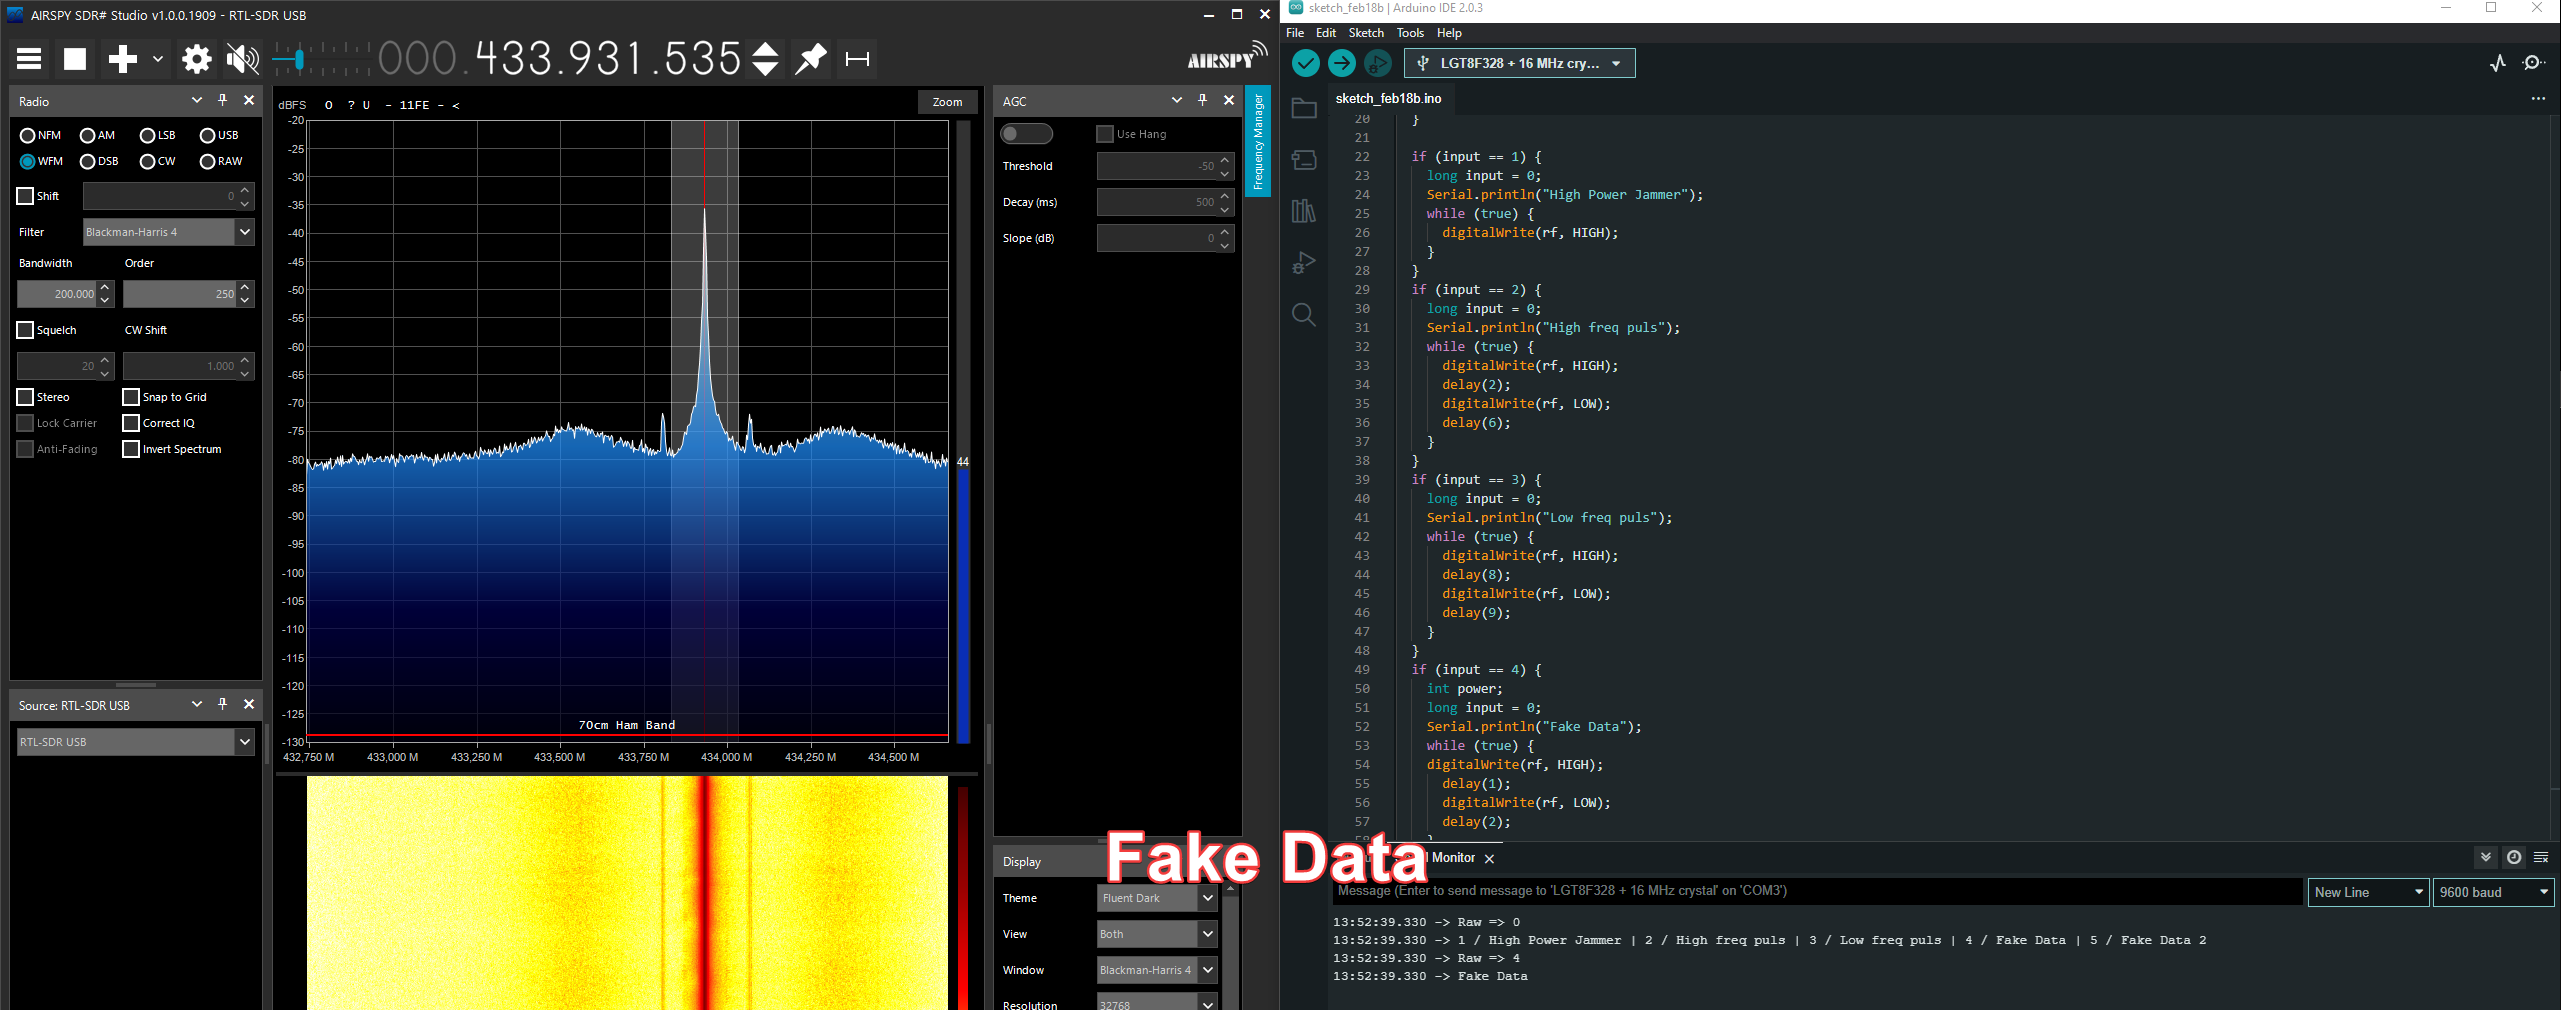 AIRSPY SDR# Studio v1.0.0.1909 - RTL-SDR USB
000.433.931.535
AIRSPY
Radio
NFM AM LSB USB
WFM DSB CW RAW
Shift 0
Filter Blackman-Harris 4
Bandwidth Order
200.000 250
Squelch CW Shift
20 1.000
Stereo Snap to Grid
Lock Carrier Correct IQ
Anti-Fading Invert Spectrum
Source: RTL-SDR USB
RTL-SDR USB
dBFS O ? U - 11FE - <
Zoom
-20
-25
-30
-35
-40
-45
-50
-55
-60
-65
-70
-75
-80
-85
-90
-95
-100
-105
-110
-115
-120
-125
-130
44
70cm Ham Band
432,750 M 433,000 M 433,250 M 433,500 M 433,750 M 434,000 M 434,250 M 434,500 M
AGC
Use Hang
Threshold -50
Decay (ms) 500
Slope (dB) 0
Frequency Manager
Display
Theme Fluent Dark
View Both
Window Blackman-Harris 4
Resolution 32768
Fake Data
sketch_feb18b | Arduino IDE 2.0.3
File Edit Sketch Tools Help
LGT8F328 + 16 MHz cry...
sketch_feb18b.ino
20 }
21
22 if (input == 1) {
23 long input = 0;
24 Serial.println("High Power Jammer");
25 while (true) {
26 digitalWrite(rf, HIGH);
27 }
28 }
29 if (input == 2) {
30 long input = 0;
31 Serial.println("High freq puls");
32 while (true) {
33 digitalWrite(rf, HIGH);
34 delay(2);
35 digitalWrite(rf, LOW);
36 delay(6);
37 }
38 }
39 if (input == 3) {
40 long input = 0;
41 Serial.println("Low freq puls");
42 while (true) {
43 digitalWrite(rf, HIGH);
44 delay(8);
45 digitalWrite(rf, LOW);
46 delay(9);
47 }
48 }
49 if (input == 4) {
50 int power;
51 long input = 0;
52 Serial.println("Fake Data");
53 while (true) {
54 digitalWrite(rf, HIGH);
55 delay(1);
56 digitalWrite(rf, LOW);
57 delay(2);
58 }
Monitor
Message (Enter to send message to 'LGT8F328 + 16 MHz crystal' on 'COM3')
New Line 9600 baud
13:52:39.330 -> Raw => 0
13:52:39.330 -> 1 / High Power Jammer | 2 / High freq puls | 3 / Low freq puls | 4 / Fake Data | 5 / Fake Data 2
13:52:39.330 -> Raw => 4
13:52:39.330 -> Fake Data